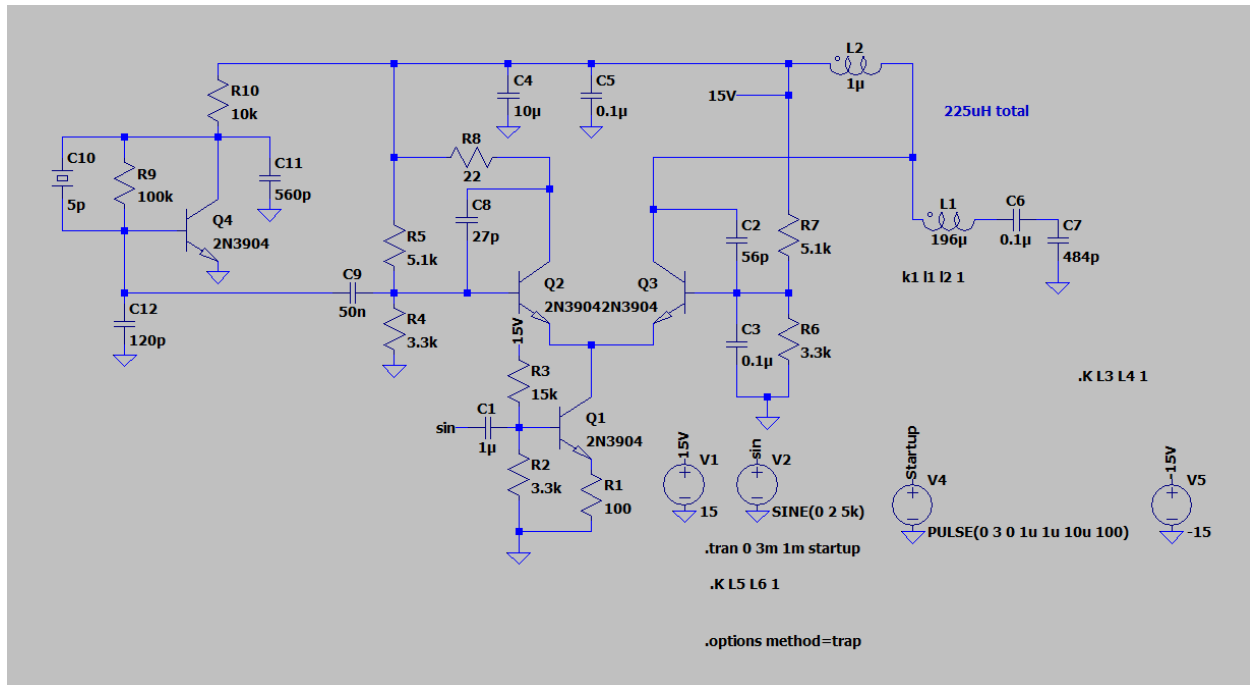 L2
1µ
R10
10k
C4
10µ
C5
0.1µ
15V
225uH total
C10
5p
R9
100k
C11
560p
R8
22
Q4
2N3904
C8
27p
C2
56p
R7
5.1k
L1
196µ
C6
0.1µ
C7
484p
R5
5.1k
k1 l1 l2 1
Q2
2N3904
Q3
2N3904
C9
50n
C12
120p
R4
3.3k
15V
C3
0.1µ
R6
3.3k
R3
15k
.K L3 L4 1
sin
C1
1µ
Q1
2N3904
R2
3.3k
R1
100
15V
V1
15
sin
V2
SINE(0 2 5k)
Startup
V4
PULSE(0 3 0 1u 1u 10u 100)
-15V
V5
-15
.tran 0 3m 1m startup
.K L5 L6 1
.options method=trap